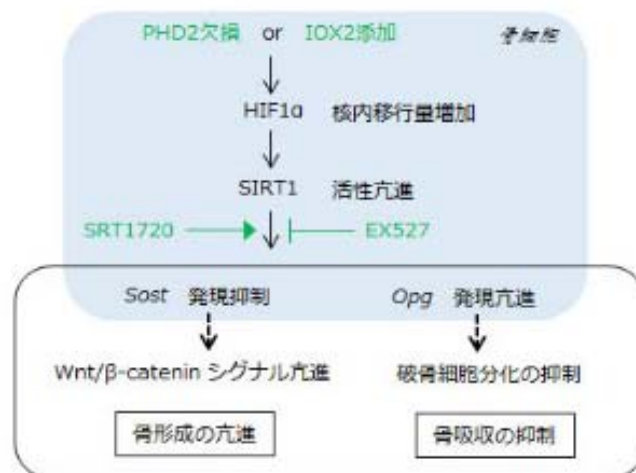 PHD2欠損 or IOX2添加
骨細胞
HIF1α 核内移行量増加
SIRT1 活性亢進
SRT1720 EX527
Sost 発現抑制 Opg 発現亢進
Wnt/β-catenin シグナル亢進 破骨細胞分化の抑制
骨形成の亢進 骨吸収の抑制